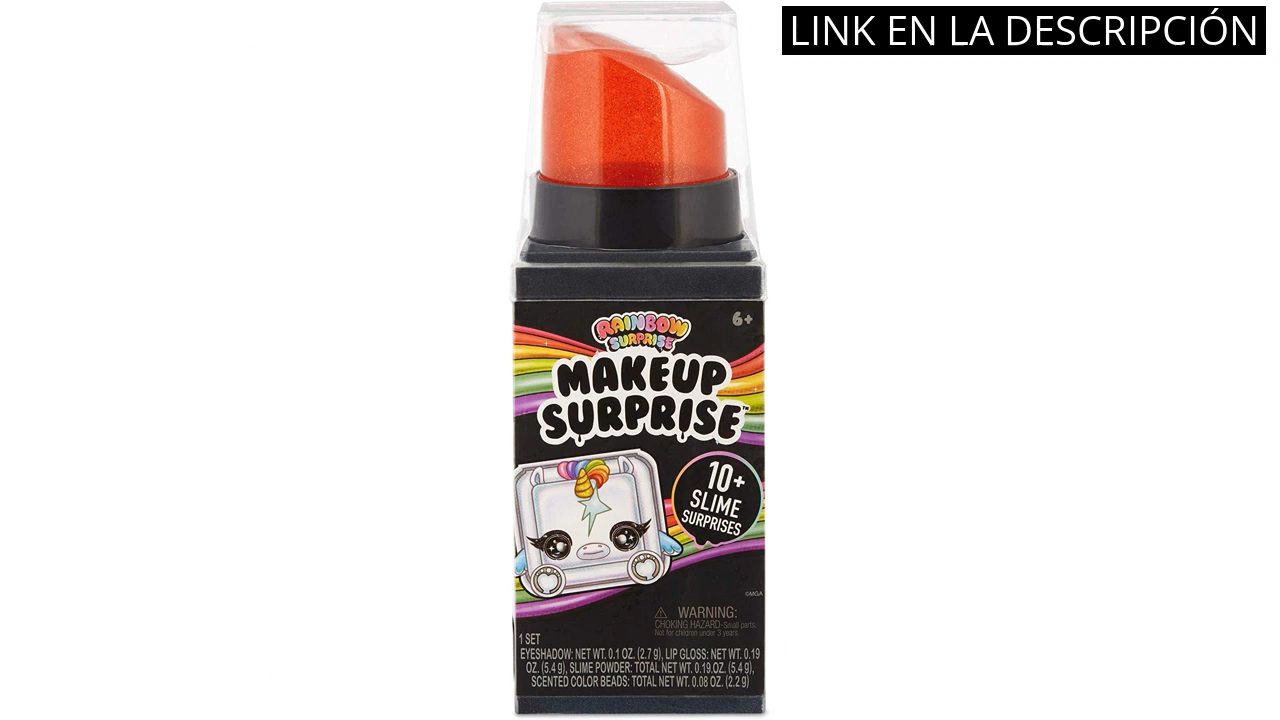 LINK EN LA DESCRIPCIÓN
RAINBOW
SURPRISE
6+
MAKEUP
SURPRISE™
10+
SLIME
SURPRISES
©MGA
WARNING:
CHOKING HAZARD-Small parts.
Not for children under 3 years.
1 SET
EYESHADOW: NET WT. 0.1 OZ. (2.7 g), LIP GLOSS: NET WT. 0.19
OZ. (5.4 g), SLIME POWDER: TOTAL NET WT. 0.19.OZ. (5.4 g),
SCENTED COLOR BEADS: TOTAL NET WT. 0.08 OZ. (2.2 g)